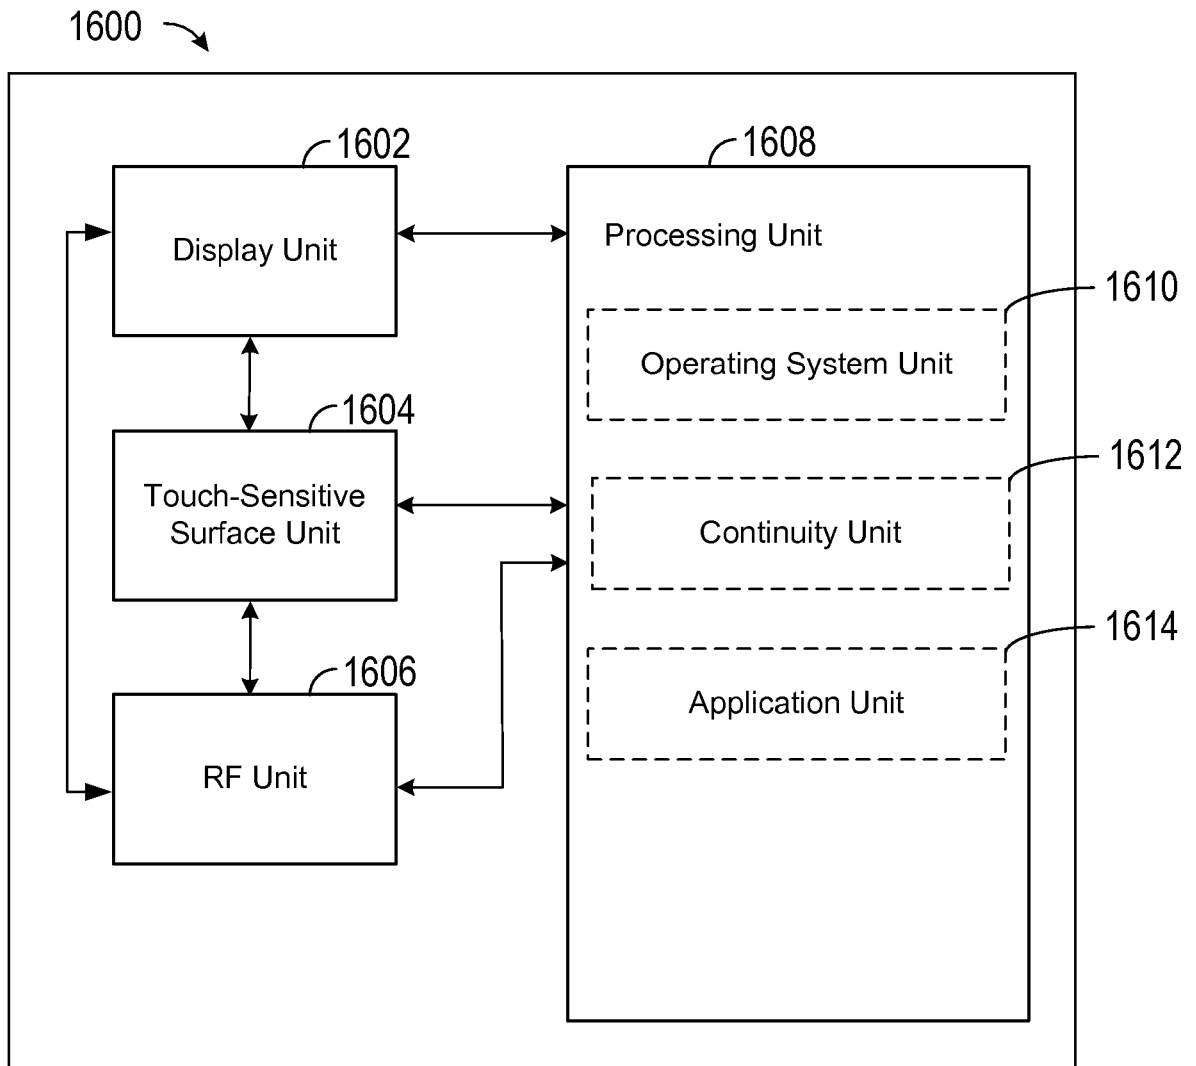 1600
1602
Display Unit
1604
Touch-Sensitive
Surface Unit
1606
RF Unit
1608
Processing Unit
1610
Operating System Unit
1612
Continuity Unit
1614
Application Unit